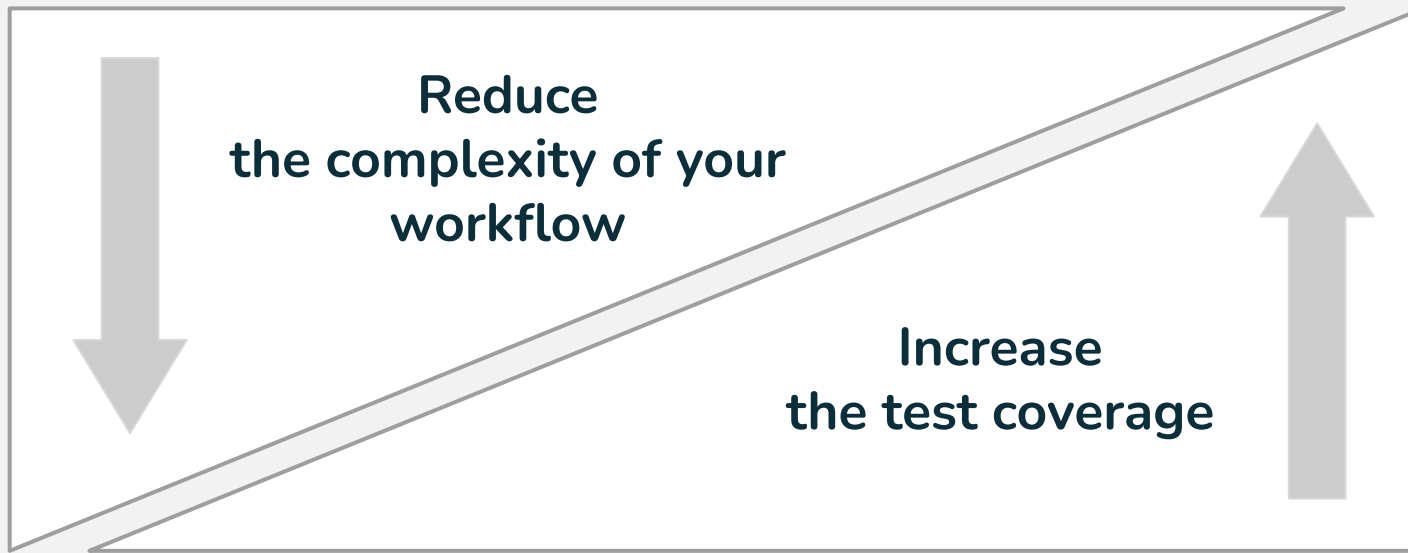 Reduce
the complexity of your
workflow
Increase
the test coverage